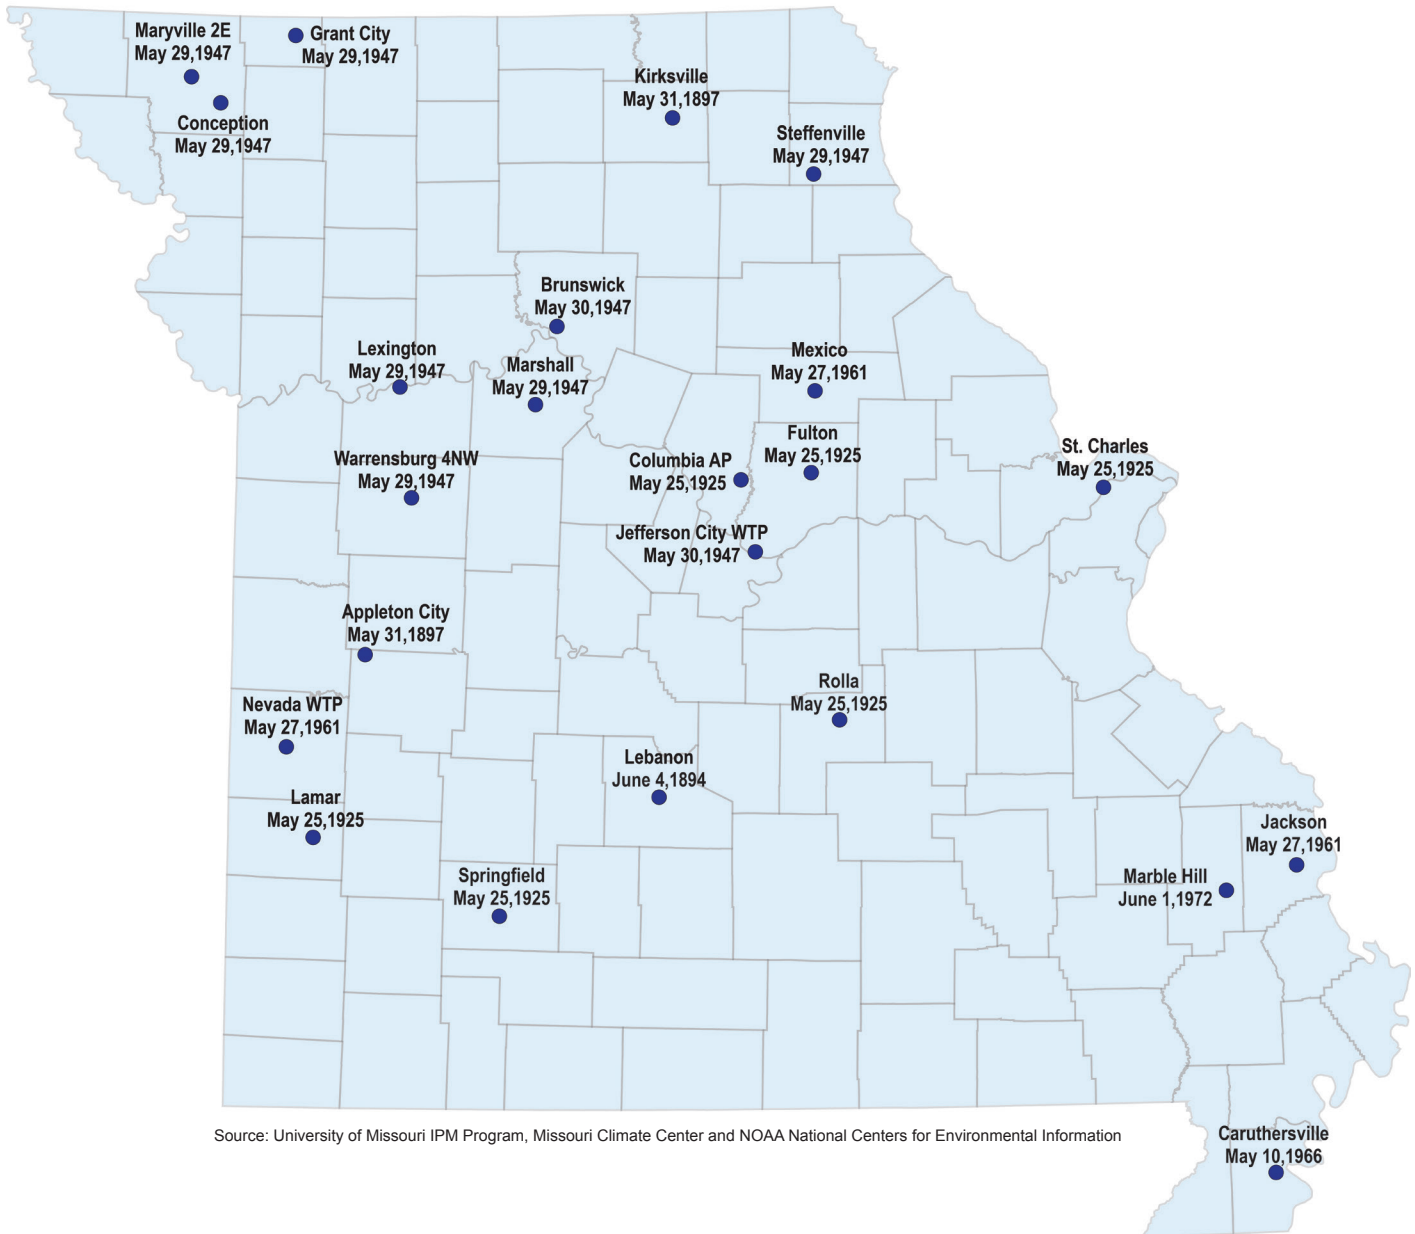 Maryville 2E
May 29,1947
Grant City
May 29,1947
Conception
May 29,1947
Kirksville
May 31,1897
Steffenville
May 29,1947
Brunswick
May 30,1947
Lexington
May 29,1947
Marshall
May 29,1947
Mexico
May 27,1961
Warrensburg 4NW
May 29,1947
Columbia AP
May 25,1925
Fulton
May 25,1925
St. Charles
May 25,1925
Jefferson City WTP
May 30,1947
Appleton City
May 31,1897
Rolla
May 25,1925
Nevada WTP
May 27,1961
Lebanon
June 4,1894
Lamar
May 25,1925
Springfield
May 25,1925
Jackson
May 27,1961
Marble Hill
June 1,1972
Caruthersville
May 10,1966
Source: University of Missouri IPM Program, Missouri Climate Center and NOAA National Centers for Environmental Information